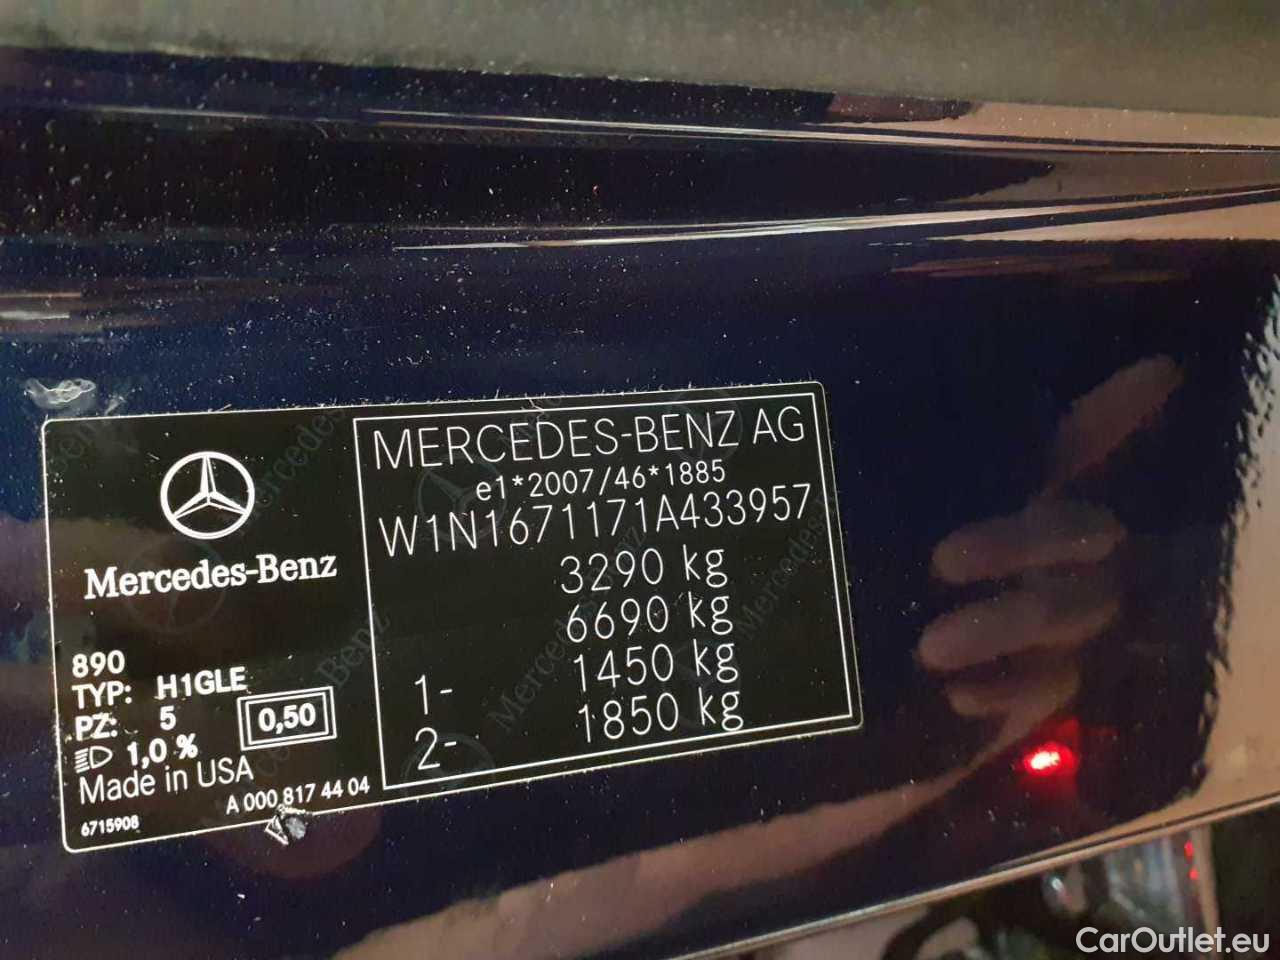 MERCEDES-BENZ AG
e1*2007/46*1885
W1N1671171A433957
3290 kg
6690 kg
1- 1450 kg
2- 1850 kg
Mercedes-Benz
890
TYP: H1GLE
PZ: 5
0,50
1,0 %
Made in USA
A 000 817 44 04
6715908
CarOutlet.eu